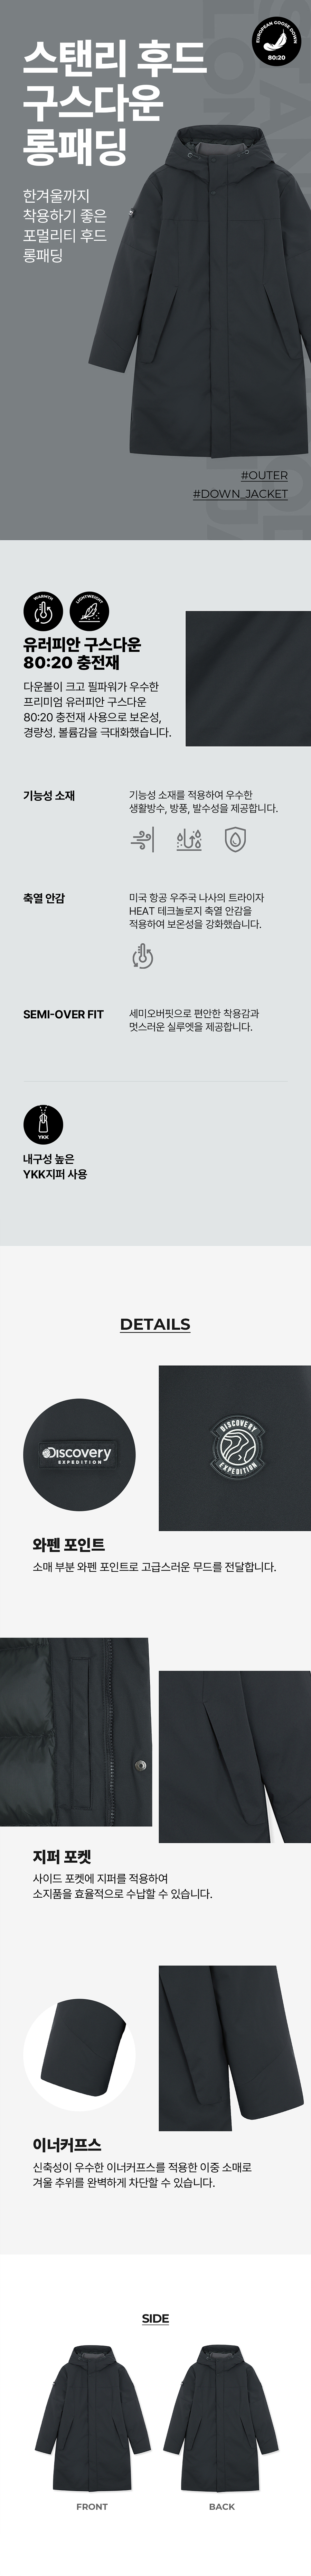 EUROPEAN GOOSE DOWN
80:20
스탠리 후드
구스다운
롱패딩
한겨울까지
착용하기 좋은
포멀리티 후드
롱패딩
#OUTER
#DOWN_JACKET
WARMTH
LIGHTWEIGHT
유러피안 구스다운
80:20 충전재
다운볼이 크고 필파워가 우수한
프리미엄 유러피안 구스다운
80:20 충전재 사용으로 보온성,
경량성, 볼륨감을 극대화했습니다.
기능성 소재
기능성 소재를 적용하여 우수한
생활방수, 방풍, 발수성을 제공합니다.
축열 안감
미국 항공 우주국 나사의 트라이자
HEAT 테크놀로지 축열 안감을
적용하여 보온성을 강화했습니다.
SEMI-OVER FIT
세미오버핏으로 편안한 착용감과
멋스러운 실루엣을 제공합니다.
YKK
내구성 높은
YKK지퍼 사용
DETAILS
Discovery
EXPEDITION
DISCOVERY
EXPEDITION
와펜 포인트
소매 부분 와펜 포인트로 고급스러운 무드를 전달합니다.
지퍼 포켓
사이드 포켓에 지퍼를 적용하여
소지품을 효율적으로 수납할 수 있습니다.
이너커프스
신축성이 우수한 이너커프스를 적용한 이중 소매로
겨울 추위를 완벽하게 차단할 수 있습니다.
SIDE
FRONT
BACK